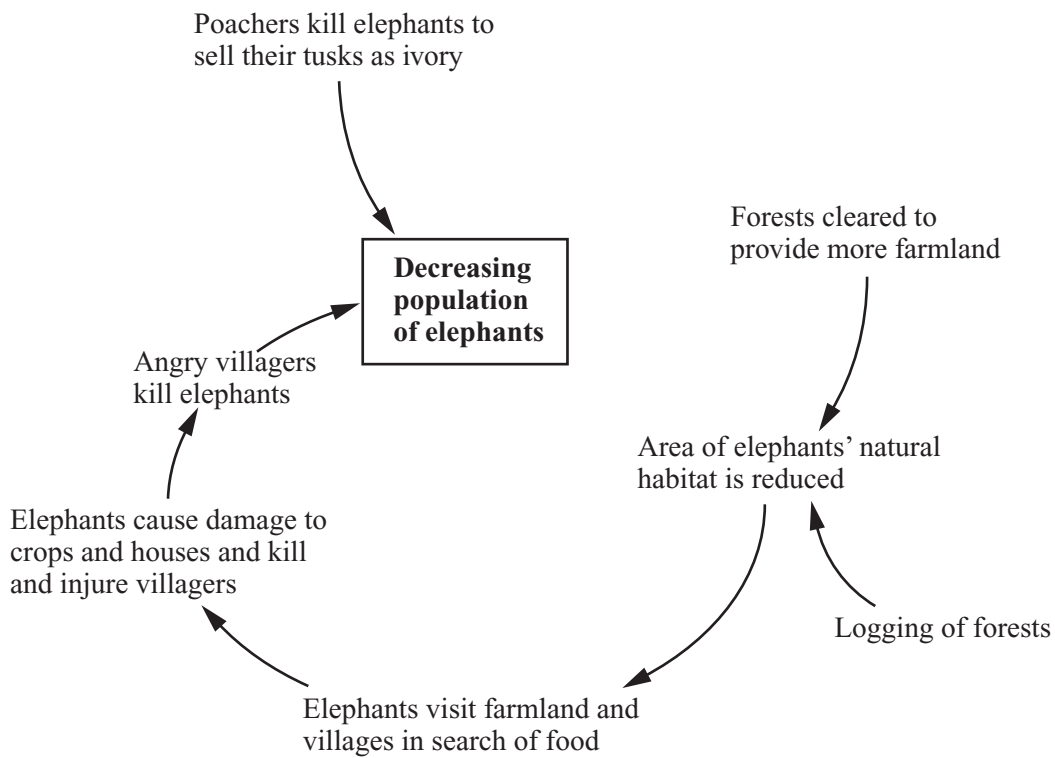 Poachers kill elephants to
sell their tusks as ivory
Forests cleared to
provide more farmland
Decreasing
population
of elephants
Angry villagers
kill elephants
Area of elephants’ natural
habitat is reduced
Elephants cause damage to
crops and houses and kill
and injure villagers
Logging of forests
Elephants visit farmland and
villages in search of food